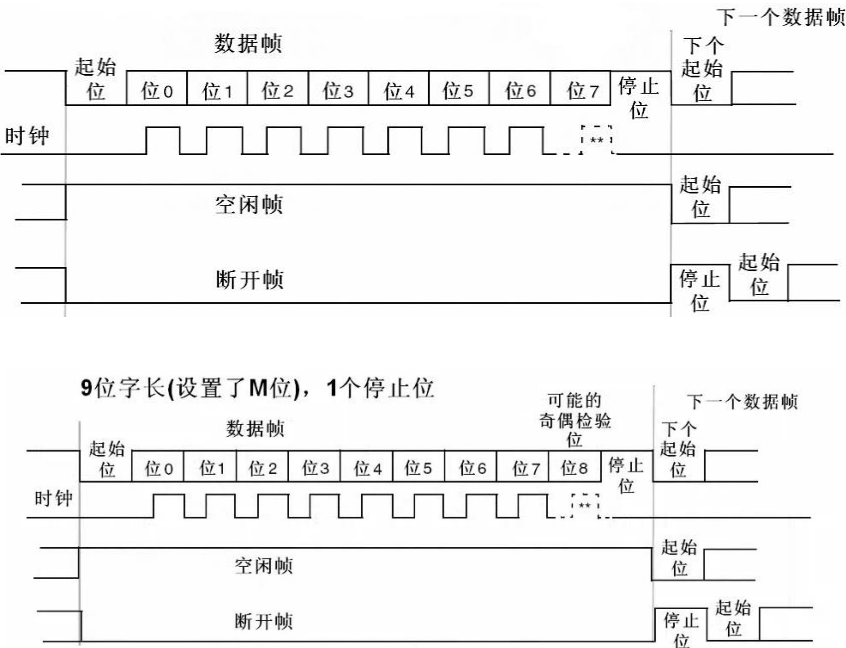 下一个数据帧
数据帧
下个
起始
位
起始
位
位0
位1
位2
位3
位4
位5
位6
位7
停止
位
时钟
**
空闲帧
起始
位
断开帧
停止
位
起始
位
9位字长(设置了M位)，1个停止位
可能的
奇偶检验
位
下一个数据帧
数据帧
下个
起始
位
起始
位
位0
位1
位2
位3
位4
位5
位6
位7
位8
停止
位
时钟
**
空闲帧
起始
位
断开帧
停止
位
起始
位